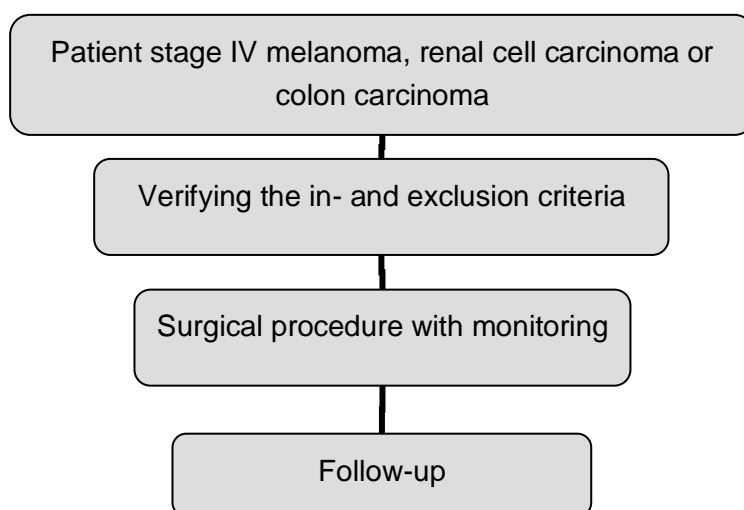 Patient stage IV melanoma, renal cell carcinoma or
colon carcinoma
Verifying the in- and exclusion criteria
Surgical procedure with monitoring
Follow-up